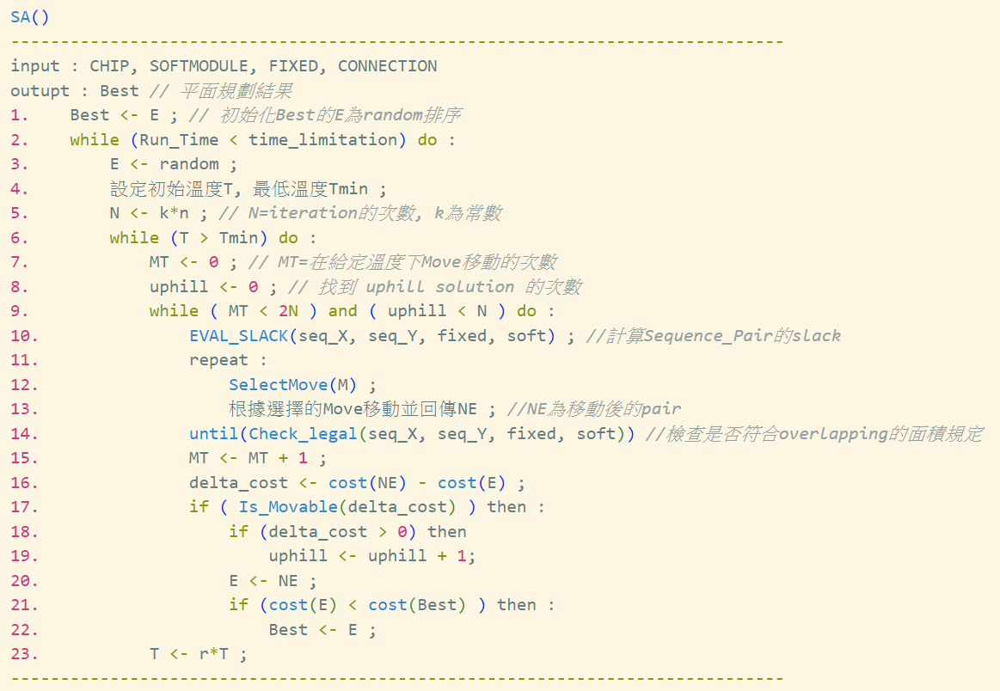 SA()
------------------------------------------------------------------------------
input : CHIP, SOFTMODULE, FIXED, CONNECTION
outupt : Best // 平面規劃結果
1. Best <- E ; // 初始化Best的E為random排序
2. while (Run_Time < time_limitation) do :
3. E <- random ;
4. 設定初始溫度T, 最低溫度Tmin ;
5. N <- k*n ; // N=iteration的次數, k為常數
6. while (T > Tmin) do :
7. MT <- 0 ; // MT=在給定溫度下Move移動的次數
8. uphill <- 0 ; // 找到 uphill solution 的次數
9. while ( MT < 2N ) and ( uphill < N ) do :
10. EVAL_SLACK(seq_X, seq_Y, fixed, soft) ; //計算Sequence_Pair的slack
11. repeat :
12. SelectMove(M) ;
13. 根據選擇的Move移動並回傳NE ; //NE為移動後的pair
14. until(Check_legal(seq_X, seq_Y, fixed, soft)) //檢查是否符合overlapping的面積規定
15. MT <- MT + 1 ;
16. delta_cost <- cost(NE) - cost(E) ;
17. if ( Is_Movable(delta_cost) ) then :
18. if (delta_cost > 0) then
19. uphill <- uphill + 1;
20. E <- NE ;
21. if (cost(E) < cost(Best) ) then :
22. Best <- E ;
23. T <- r*T ;
------------------------------------------------------------------------------